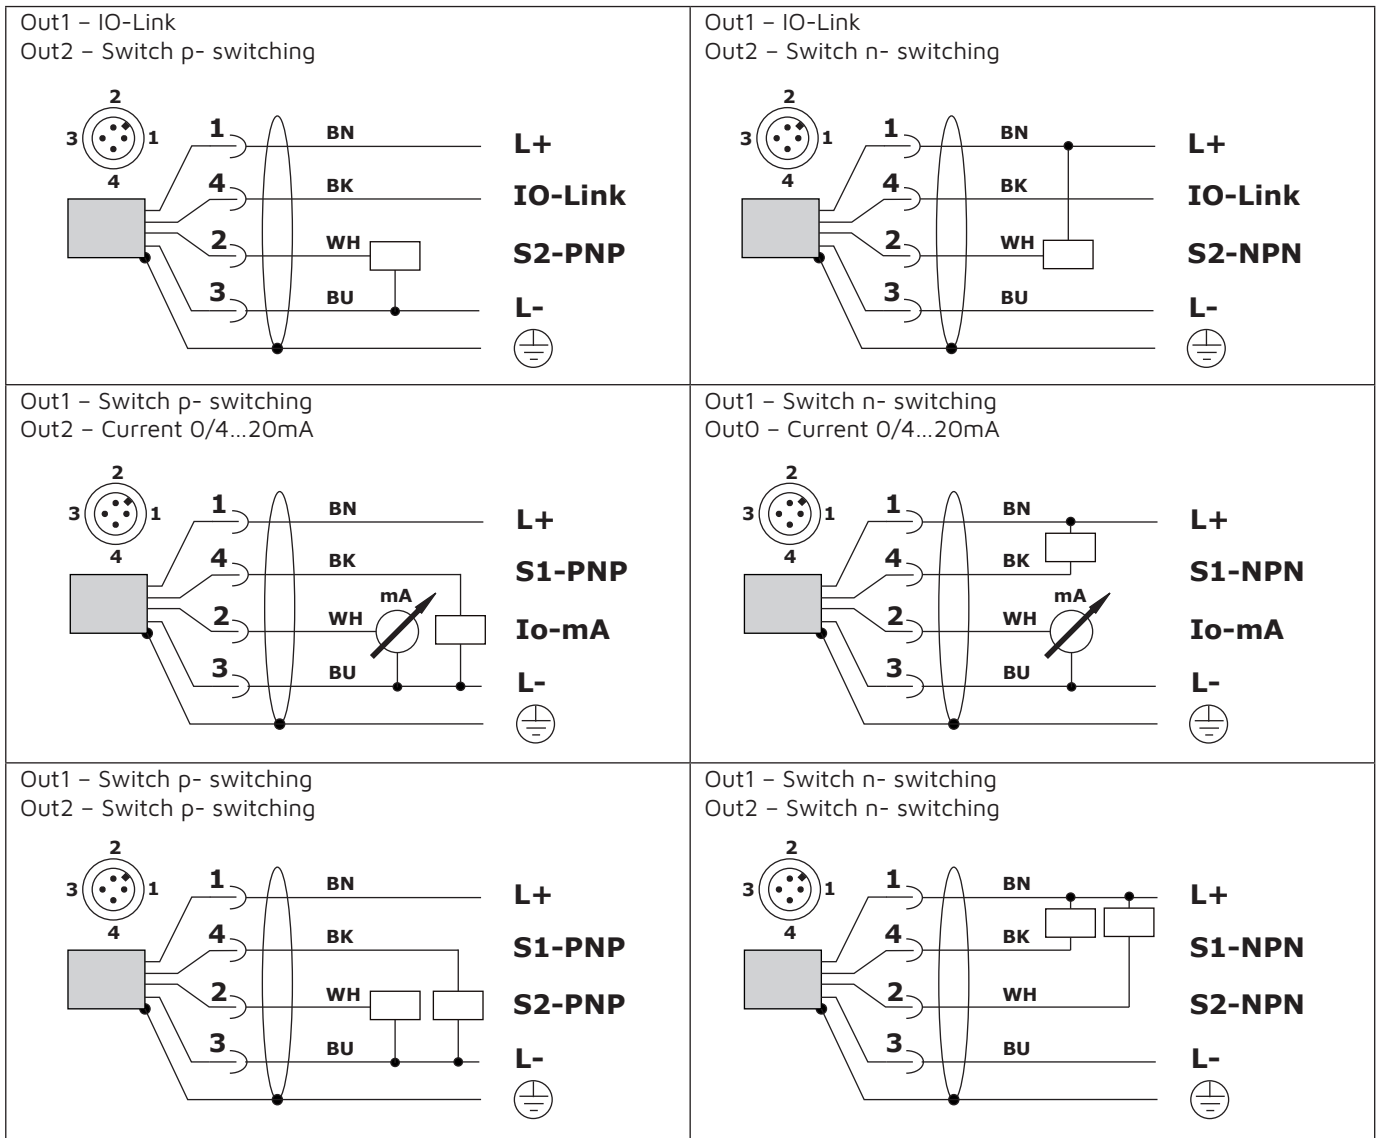 Out1 – IO-Link
Out2 – Switch p- switching
2
3
1
4
1
BN
L+
4
BK
IO-Link
2
WH
S2-PNP
3
BU
L-
Out1 – IO-Link
Out2 – Switch n- switching
2
3
1
4
1
BN
L+
4
BK
IO-Link
2
WH
S2-NPN
3
BU
L-
Out1 – Switch p- switching
Out2 – Current 0/4...20mA
2
3
1
4
1
BN
L+
4
BK
S1-PNP
mA
2
WH
Io-mA
3
BU
L-
Out1 – Switch n- switching
Out0 – Current 0/4...20mA
2
3
1
4
1
BN
L+
4
BK
S1-NPN
mA
2
WH
Io-mA
3
BU
L-
Out1 – Switch p- switching
Out2 – Switch p- switching
2
3
1
4
1
BN
L+
4
BK
S1-PNP
2
WH
S2-PNP
3
BU
L-
Out1 – Switch n- switching
Out2 – Switch n- switching
2
3
1
4
1
BN
L+
4
BK
S1-NPN
2
WH
S2-NPN
3
BU
L-